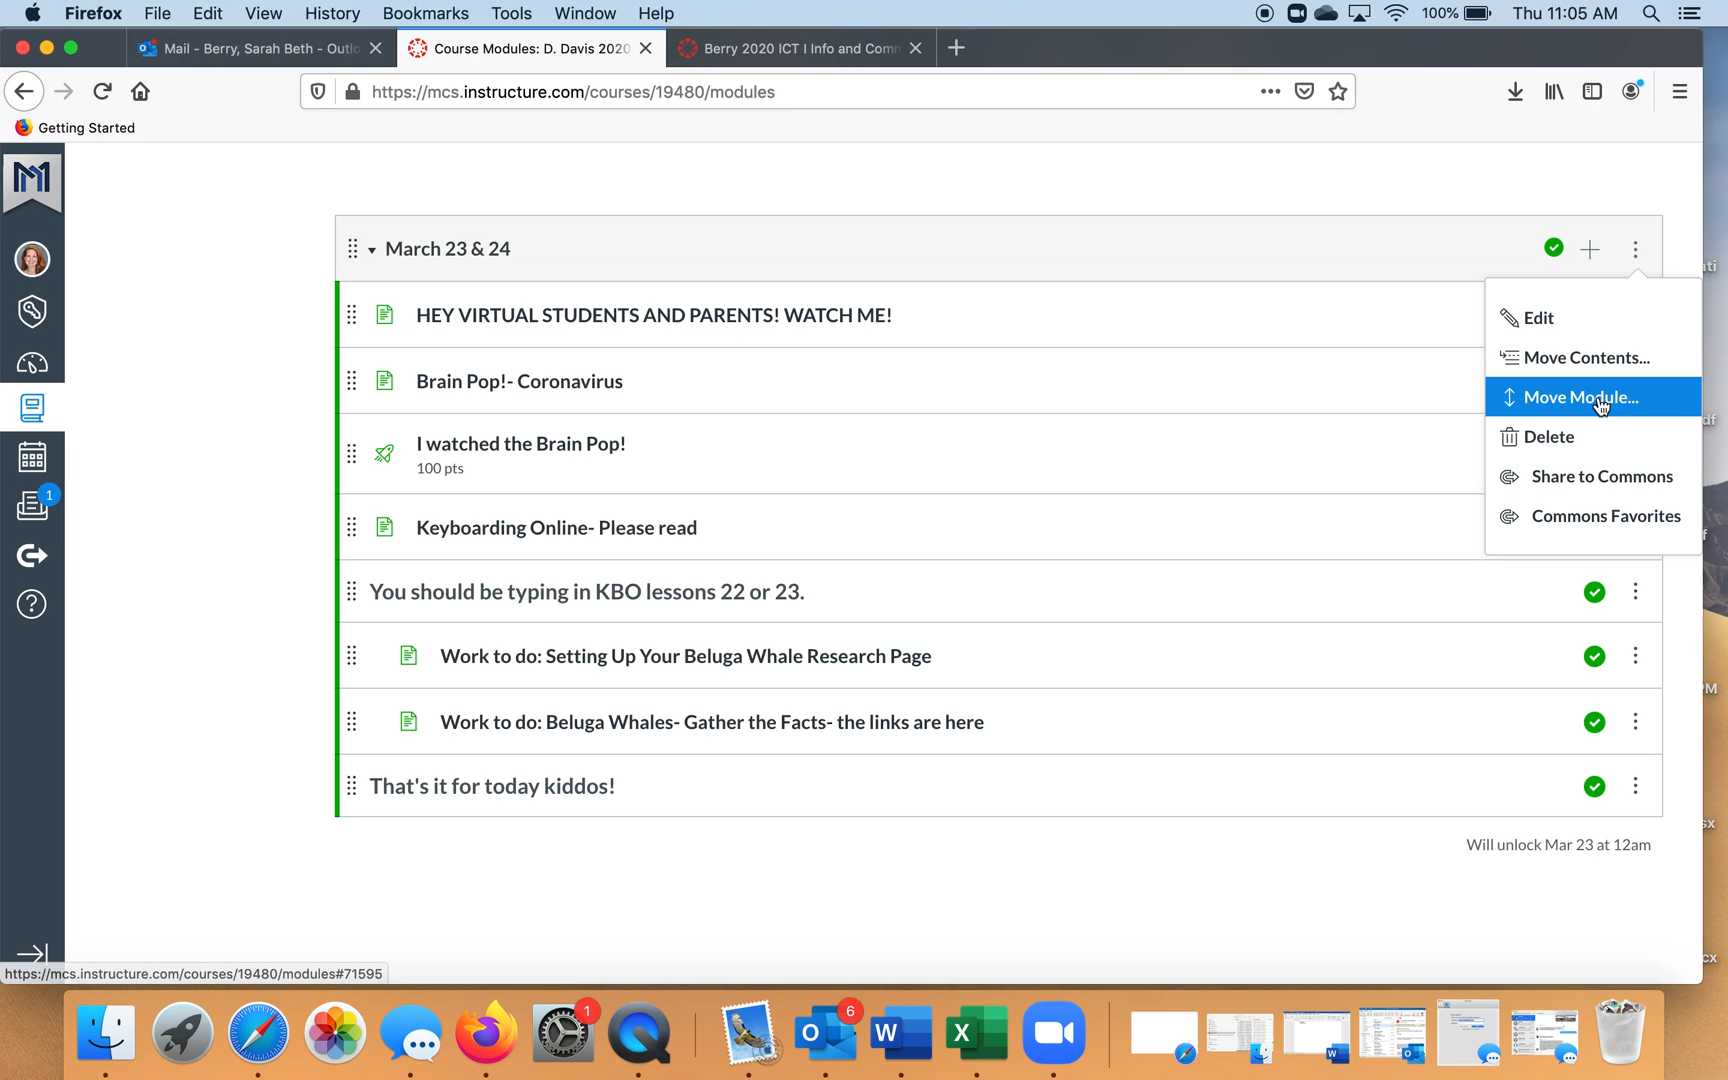 Firefox File Edit View History Bookmarks Tools Window Help 100% Thu 11:05 AM
Mail - Berry, Sarah Beth - Outlo Course Modules: D. Davis 2020 Berry 2020 ICT I Info and Comm
https://mcs.instructure.com/courses/19480/modules
Getting Started
March 23 & 24
HEY VIRTUAL STUDENTS AND PARENTS! WATCH ME!
Edit
Move Contents...
Brain Pop!- Coronavirus
Move Module...
Delete
I watched the Brain Pop!
100 pts
Share to Commons
Commons Favorites
Keyboarding Online- Please read
1
You should be typing in KBO lessons 22 or 23.
Work to do: Setting Up Your Beluga Whale Research Page
Work to do: Beluga Whales- Gather the Facts- the links are here
That's it for today kiddos!
Will unlock Mar 23 at 12am
https://mcs.instructure.com/courses/19480/modules#71595
1
6